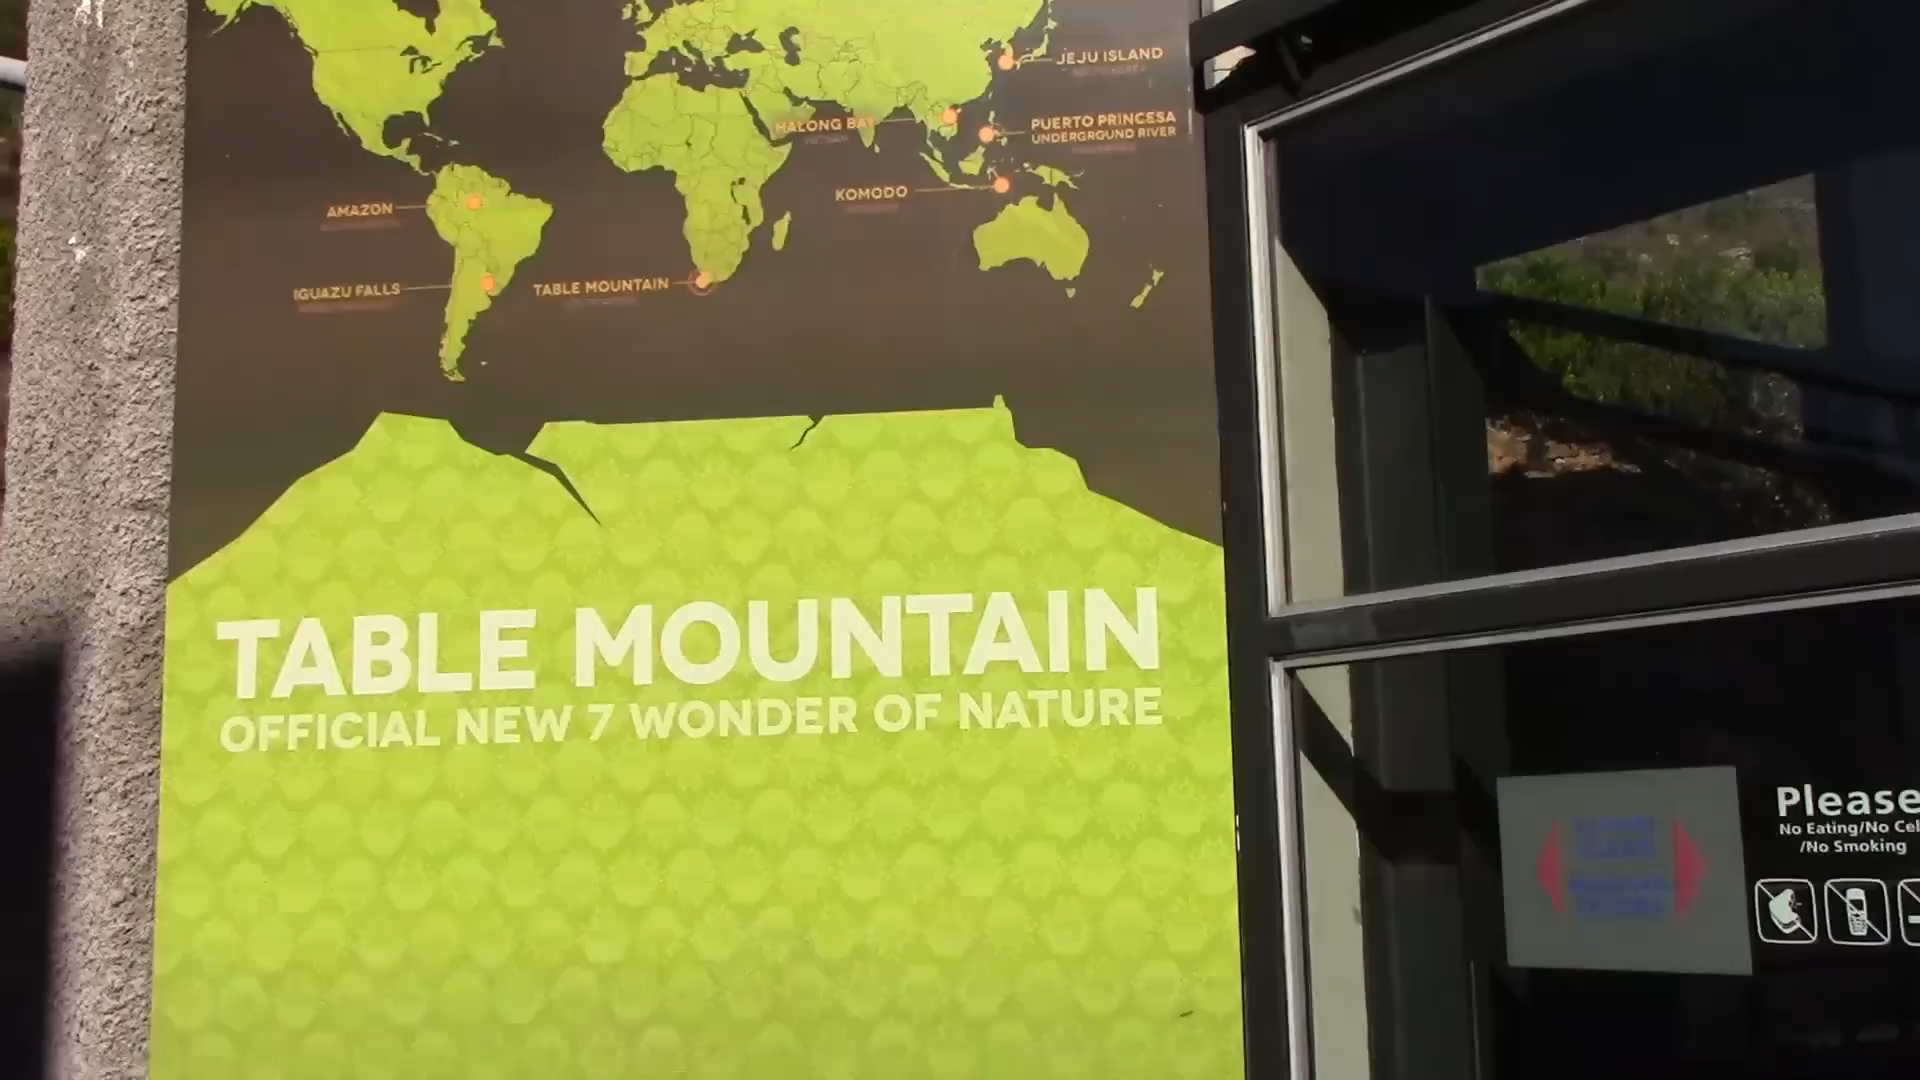 JEJU ISLAND
HALONG BAY
VIETNAM
PUERTO PRINCESA
UNDERGROUND RIVER
KOMODO
AMAZON
IGUAZU FALLS
TABLE MOUNTAIN
TABLE MOUNTAIN
OFFICIAL NEW 7 WONDER OF NATURE
Please
No Eating/No Cel
/No Smoking